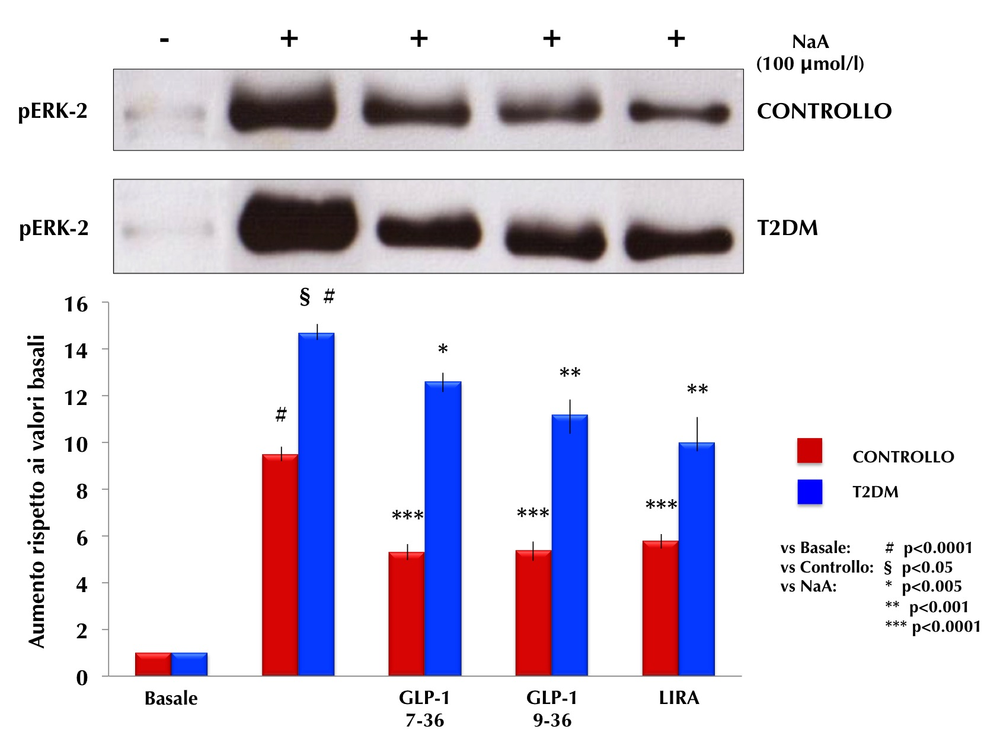 - + + + + NaA
(100 µmol/l)
pERK-2 CONTROLLO
pERK-2 T2DM
§ #
16
14
12
10
8
6
4
2
0
Aumento rispetto ai valori basali
*
**
**
#
***
***
***
CONTROLLO
T2DM
vs Basale: # p<0.0001
vs Controllo: § p<0.05
vs NaA: * p<0.005
** p<0.001
*** p<0.0001
Basale GLP-1 GLP-1 LIRA
7-36 9-36